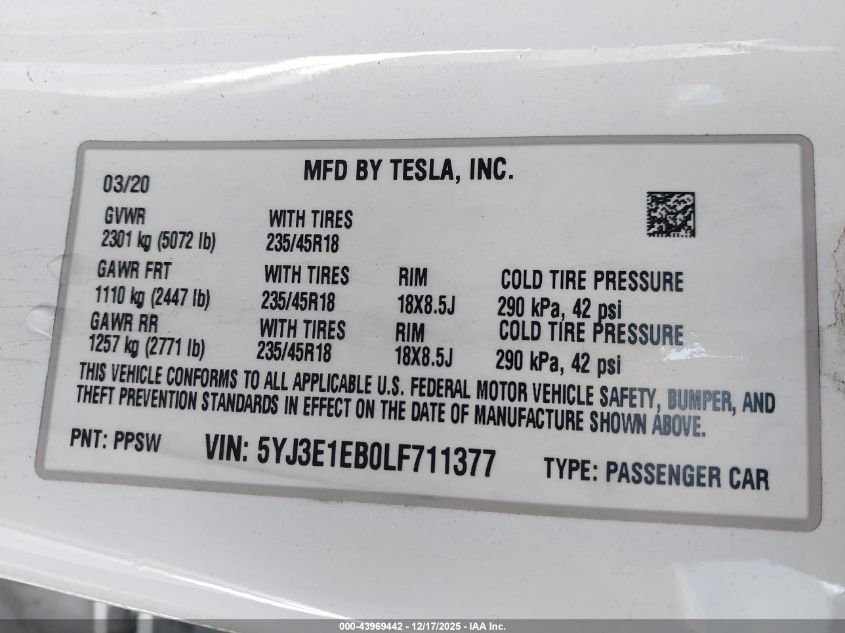 MFD BY TESLA, INC.
03/20
GVWR WITH TIRES
2301 kg (5072 lb) 235/45R18
GAWR FRT WITH TIRES RIM COLD TIRE PRESSURE
1110 kg (2447 lb) 235/45R18 18X8.5J 290 kPa, 42 psi
GAWR RR WITH TIRES RIM COLD TIRE PRESSURE
1257 kg (2771 lb) 235/45R18 18X8.5J 290 kPa, 42 psi
THIS VEHICLE CONFORMS TO ALL APPLICABLE U.S. FEDERAL MOTOR VEHICLE SAFETY, BUMPER, AND
THEFT PREVENTION STANDARDS IN EFFECT ON THE DATE OF MANUFACTURE SHOWN ABOVE.
PNT: PPSW VIN: 5YJ3E1EB0LF711377 TYPE: PASSENGER CAR
000-43969442 - 12/17/2025 - IAA Inc.